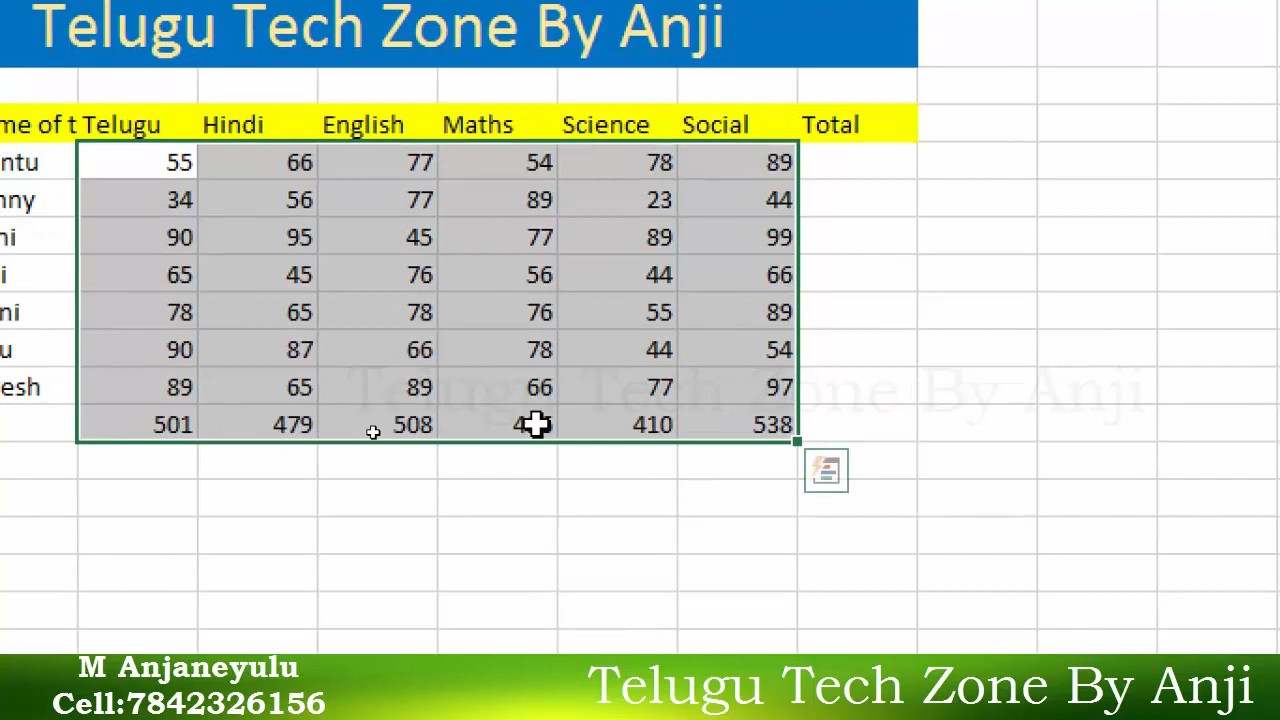 Telugu Tech Zone By Anji
me of t Telugu Hindi English Maths Science Social Total
ntu 55 66 77 54 78 89
nny 34 56 77 89 23 44
ni 90 95 45 77 89 99
i 65 45 76 56 44 66
ni 78 65 78 76 55 89
u 90 87 66 78 44 54
esh 89 65 89 66 77 97
501 479 508 410 538
Telugu Tech Zone By Anji
M Anjaneyulu
Cell:7842326156
Telugu Tech Zone By Anji